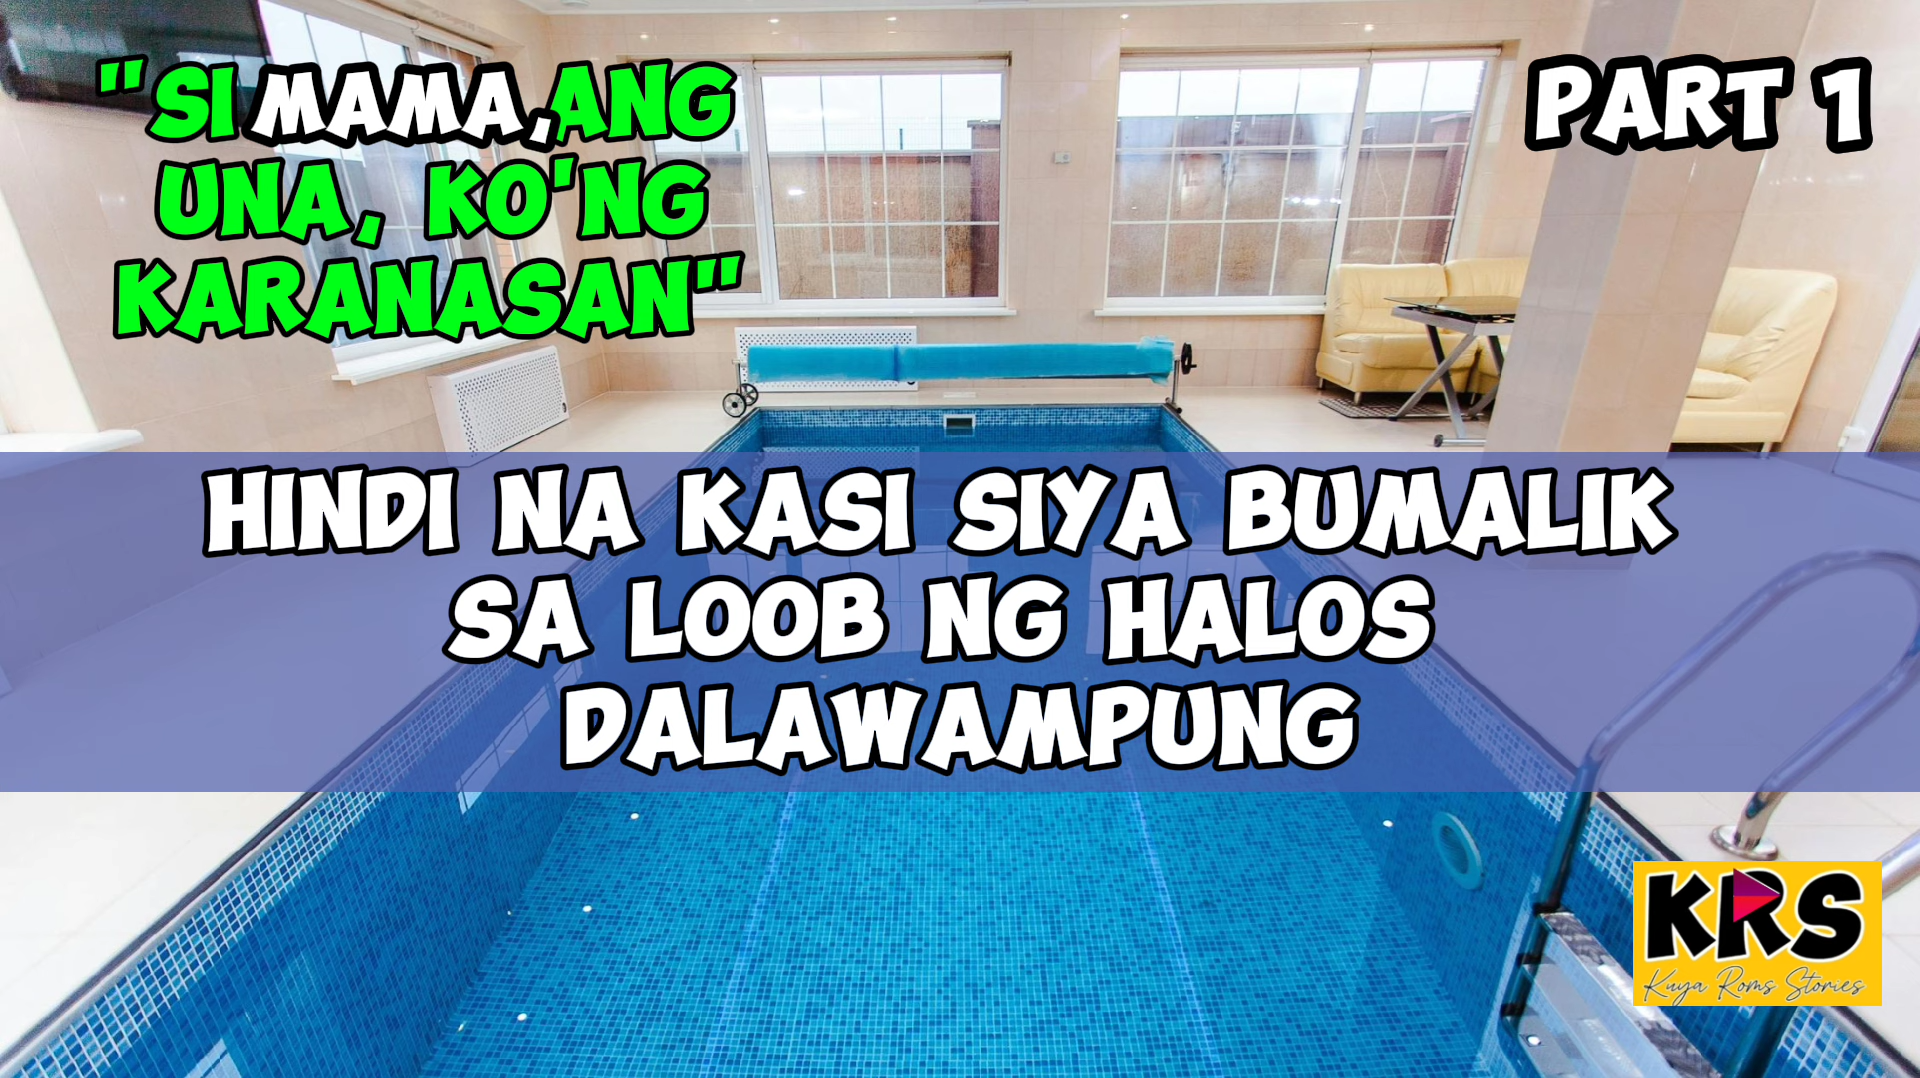 "SI MAMA, ANG
UNA, KO'NG
KARANASAN"
PART 1
HINDI NA KASI SIYA BUMALIK
SA LOOB NG HALOS
DALAWAMPUNG
KRS
Kuya Roms Stories